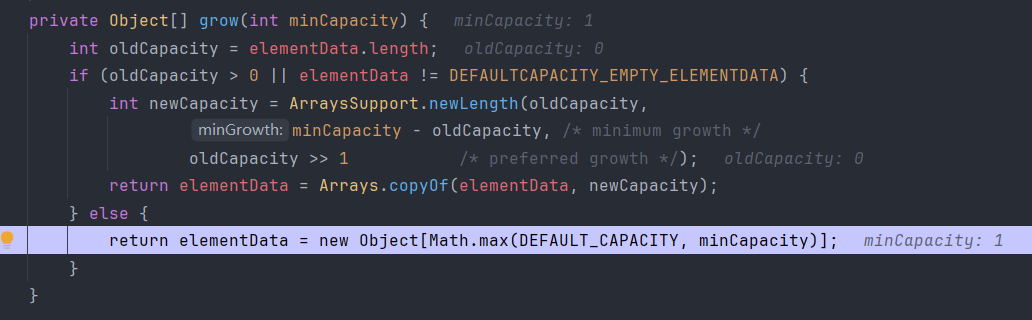 private Object[] grow(int minCapacity) {   minCapacity: 1
    int oldCapacity = elementData.length;   oldCapacity: 0
    if (oldCapacity > 0 || elementData != DEFAULTCAPACITY_EMPTY_ELEMENTDATA) {
        int newCapacity = ArraysSupport.newLength(oldCapacity,
                minGrowth: minCapacity - oldCapacity, /* minimum growth */
                oldCapacity >> 1           /* preferred growth */);   oldCapacity: 0
        return elementData = Arrays.copyOf(elementData, newCapacity);
    } else {
        return elementData = new Object[Math.max(DEFAULT_CAPACITY, minCapacity)];   minCapacity: 1
    }
}